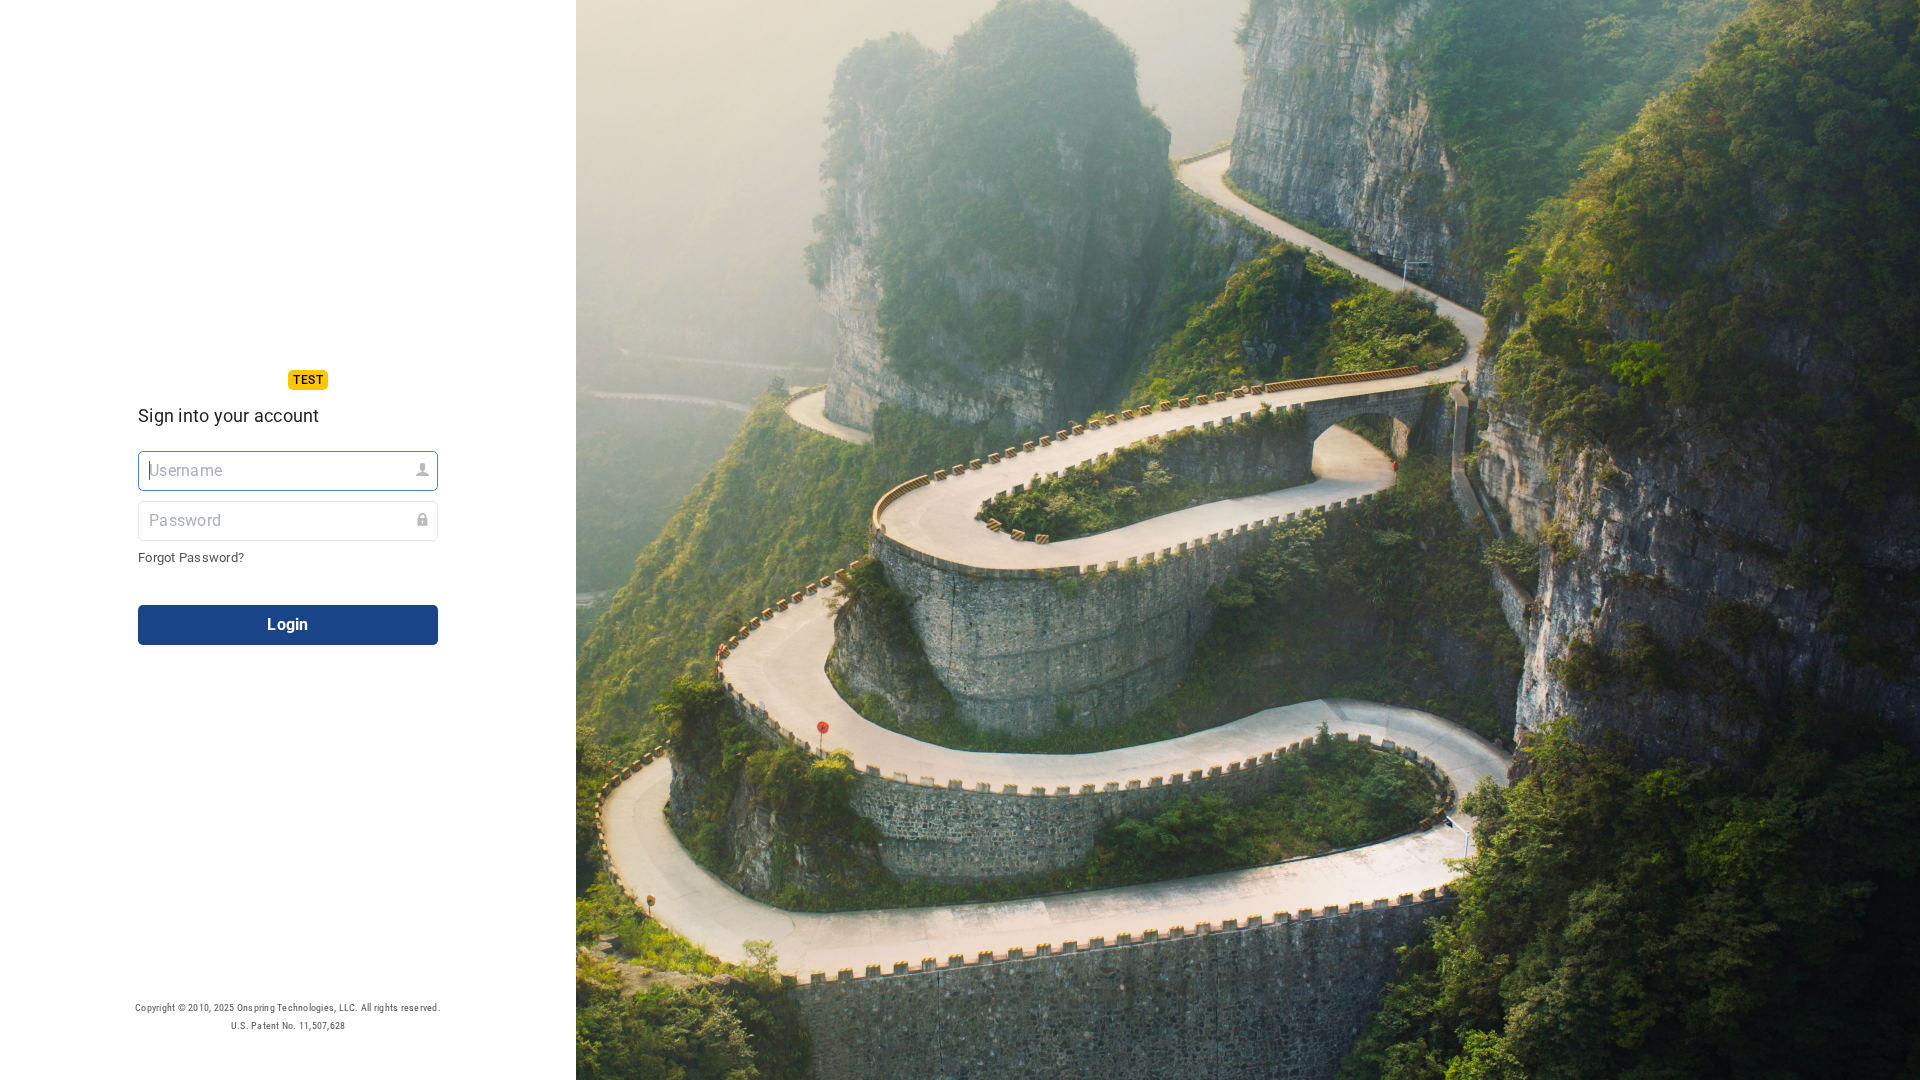 TEST
Sign into your account
Username
Password
Forgot Password?
Login
Copyright © 2010, 2025 Onspring Technologies, LLC. All rights reserved.
U.S. Patent No. 11,507,628